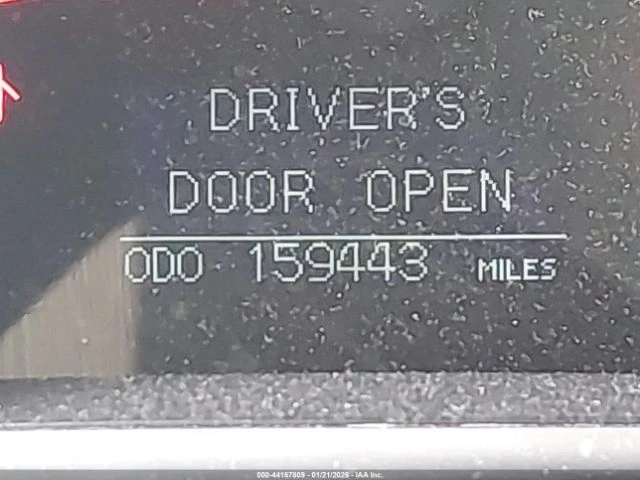 DRIVER'S
DOOR OPEN
ODO 159443 MILES
000-44167809 - 01/21/2026 - IAA Inc.